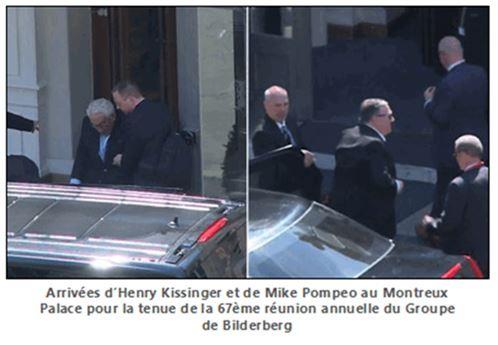 Arrivées d´Henry Kissinger et de Mike Pompeo au Montreux
Palace pour la tenue de la 67ème réunion annuelle du Groupe
de Bilderberg